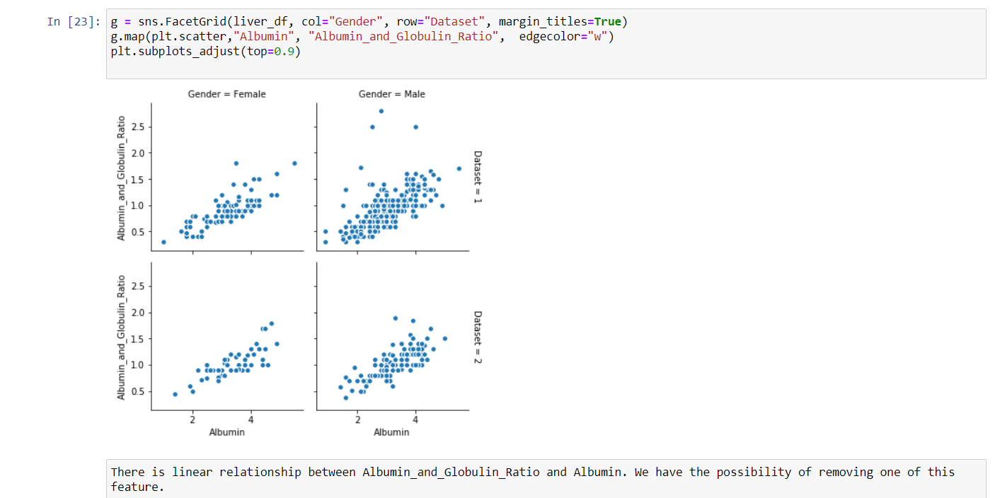 In [23]: g = sns.FacetGrid(liver_df, col="Gender", row="Dataset", margin_titles=True)
g.map(plt.scatter,"Albumin", "Albumin_and_Globulin_Ratio",  edgecolor="w")
plt.subplots_adjust(top=0.9)
Gender = Female
Gender = Male
Albumin_and_Globulin_Ratio
2.5
2.0
1.5
1.0
0.5
Dataset = 1
Albumin_and_Globulin_Ratio
2.5
2.0
1.5
1.0
0.5
Dataset = 2
2 4
2 4
Albumin
Albumin
There is linear relationship between Albumin_and_Globulin_Ratio and Albumin. We have the possibility of removing one of this
feature.